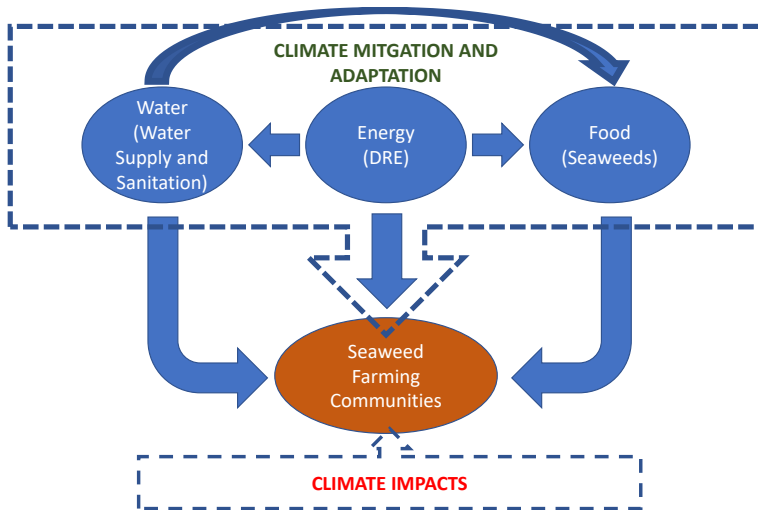 CLIMATE MITGATION AND
ADAPTATION
Water
(Water
Supply and
Sanitation)
Energy
(DRE)
Food
(Seaweeds)
Seaweed
Farming
Communities
CLIMATE IMPACTS